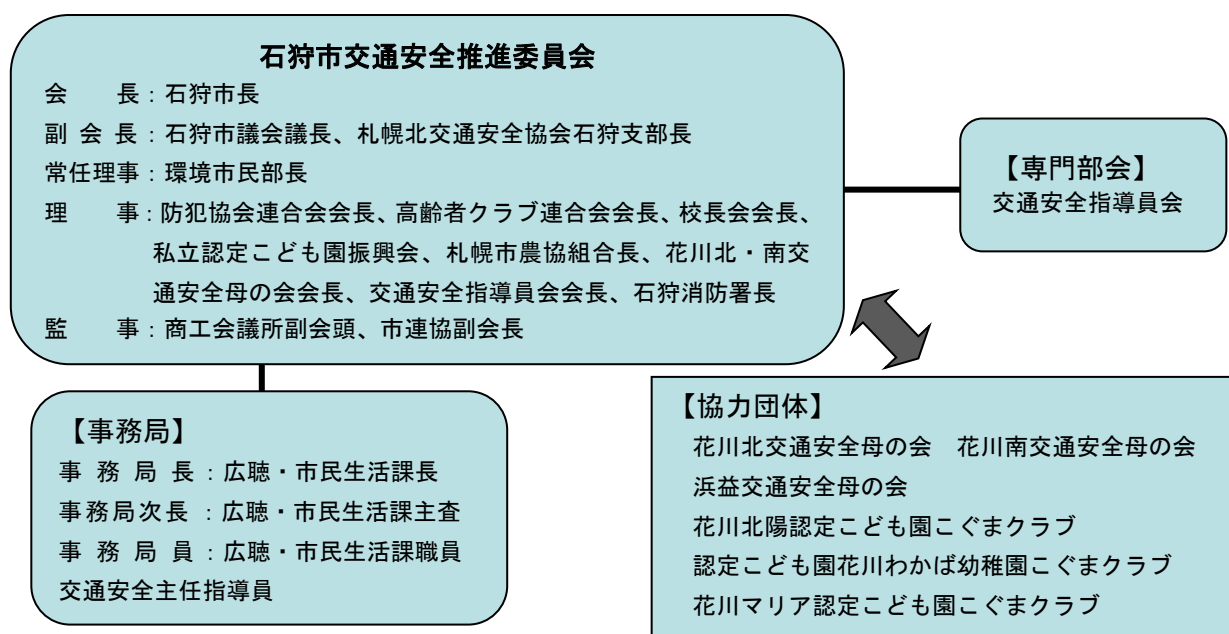 石狩市交通安全推進委員会
会　　長：石狩市長
副 会 長：石狩市議会議長、札幌北交通安全協会石狩支部長
常任理事：環境市民部長
理　　事：防犯協会連合会会長、高齢者クラブ連合会会長、校長会会長、
私立認定こども園振興会、札幌市農協組合長、花川北・南交
通安全母の会会長、交通安全指導員会会長、石狩消防署長
監　　事：商工会議所副会頭、市連協副会長
【専門部会】
交通安全指導員会
【事務局】
事 務 局 長：広聴・市民生活課長
事務局次長：広聴・市民生活課主査
事 務 局 員：広聴・市民生活課職員
交通安全主任指導員
【協力団体】
花川北交通安全母の会　花川南交通安全母の会
浜益交通安全母の会
花川北陽認定こども園こぐまクラブ
認定こども園花川わかば幼稚園こぐまクラブ
花川マリア認定こども園こぐまクラブ